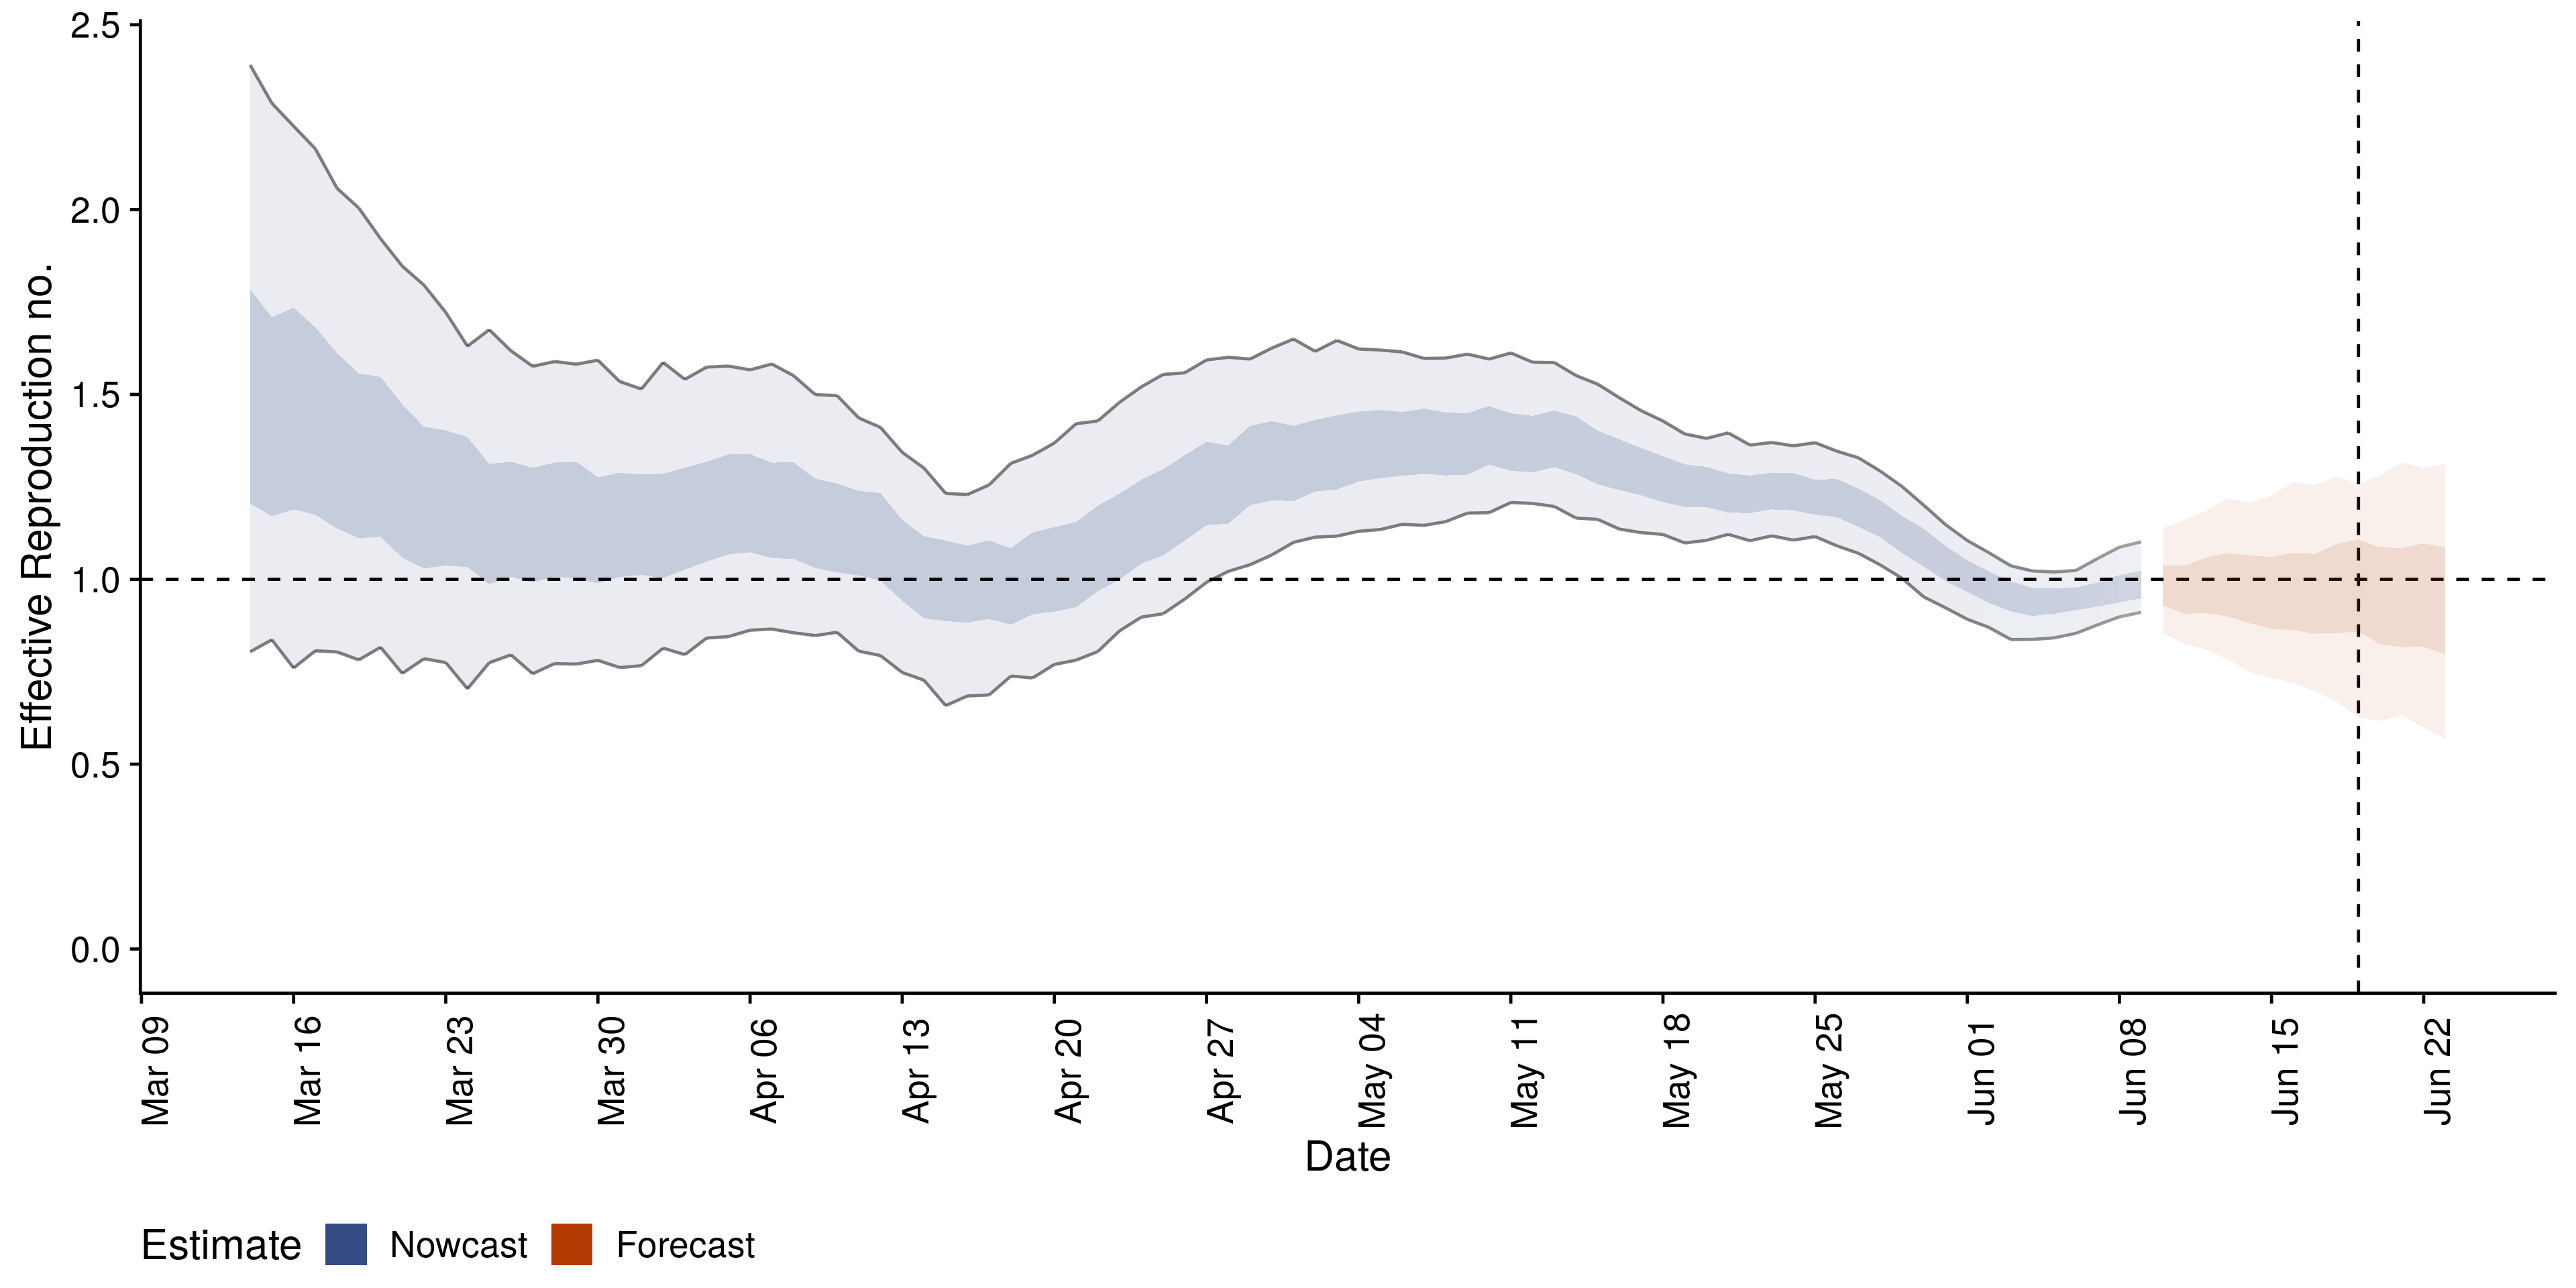 Effective Reproduction no.
2.5
2.0
1.5
1.0
0.5
0.0
Mar 09
Mar 16
Mar 23
Mar 30
Apr 06
Apr 13
Apr 20
Apr 27
May 04
May 11
May 18
May 25
Jun 01
Jun 08
Jun 15
Jun 22
Date
Estimate Nowcast Forecast